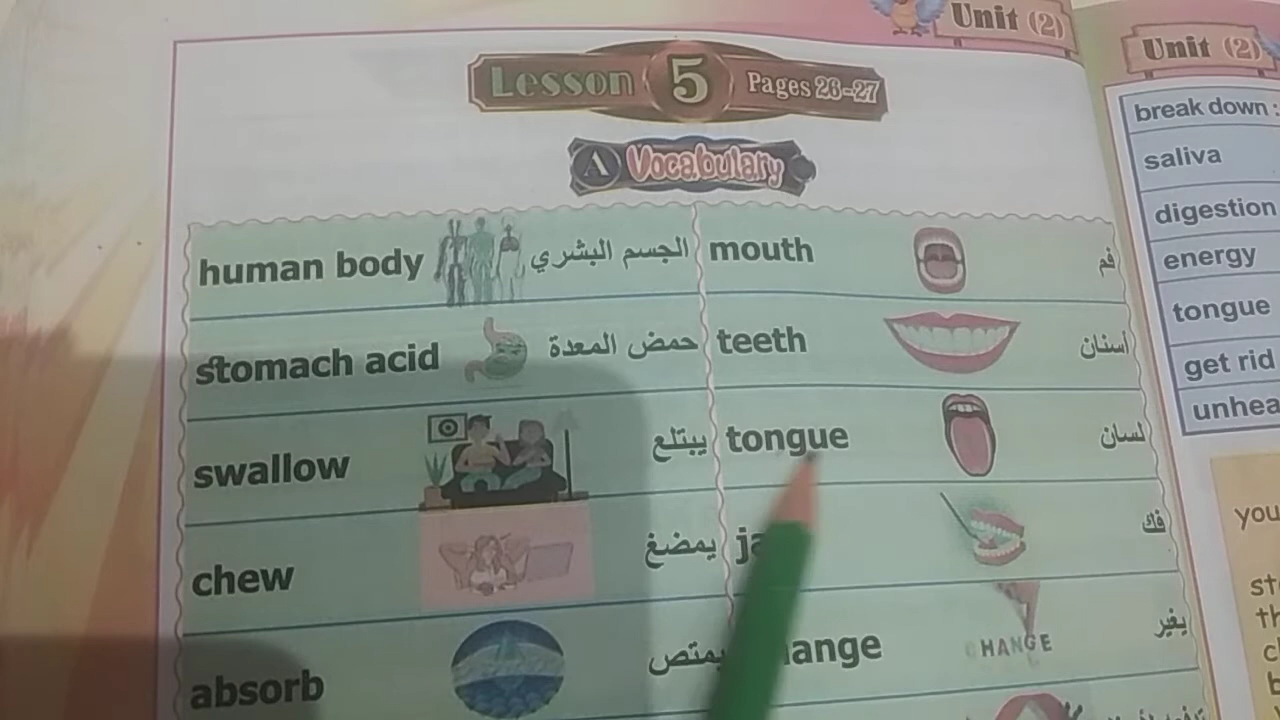 Unit (2)
Lesson 5 Pages 26-27
A Vocabulary
human body الجسم البشري mouth فم
stomach acid حمض المعدة teeth أسنان
swallow يبتلع tongue لسان
chew يمضغ فك
absorb يمتص يغير
CHANGE
Unit (2)
break down :
saliva
digestion
energy
tongue
get rid
you